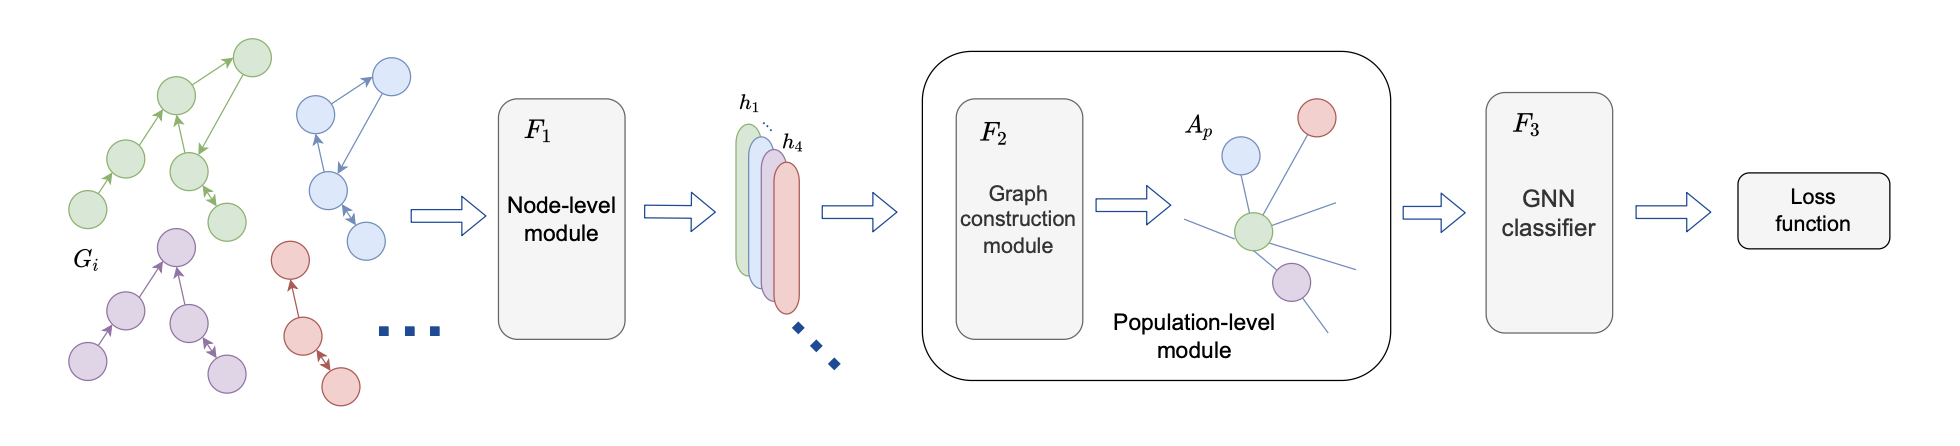 G_i
F_1
Node-level
module
h_1
h_4
F_2
Graph
construction
module
A_p
Population-level
module
F_3
GNN
classifier
Loss
function